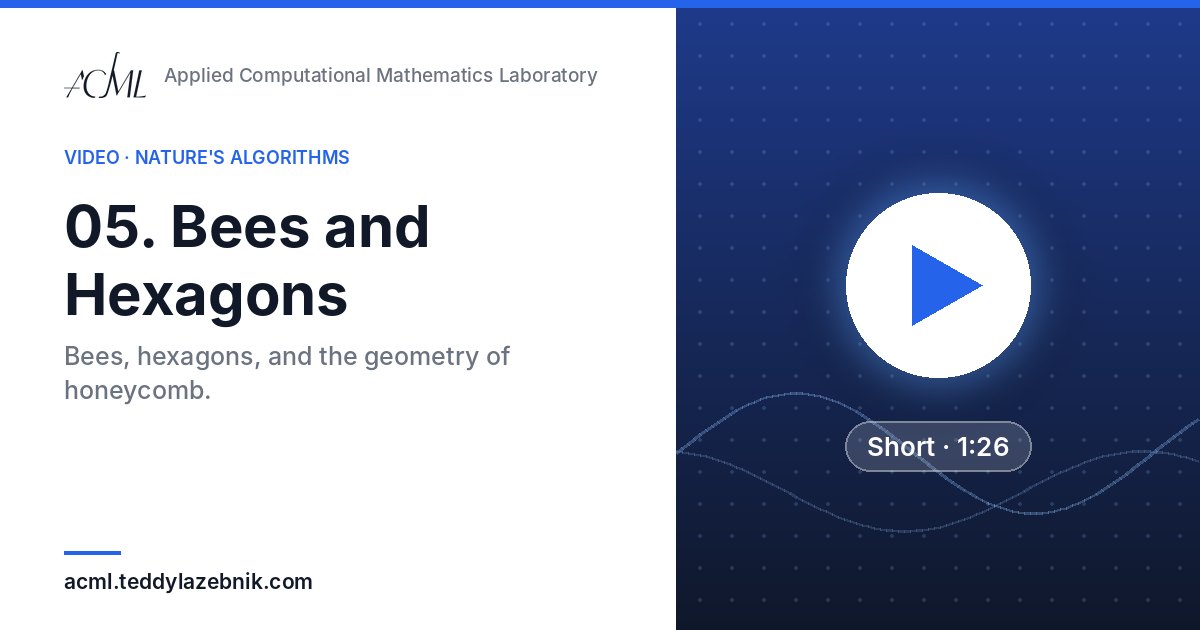 ACML
Applied Computational Mathematics Laboratory
VIDEO · NATURE'S ALGORITHMS
05. Bees and
Hexagons
Bees, hexagons, and the geometry of
honeycomb.
Short · 1:26
acml.teddylazebnik.com